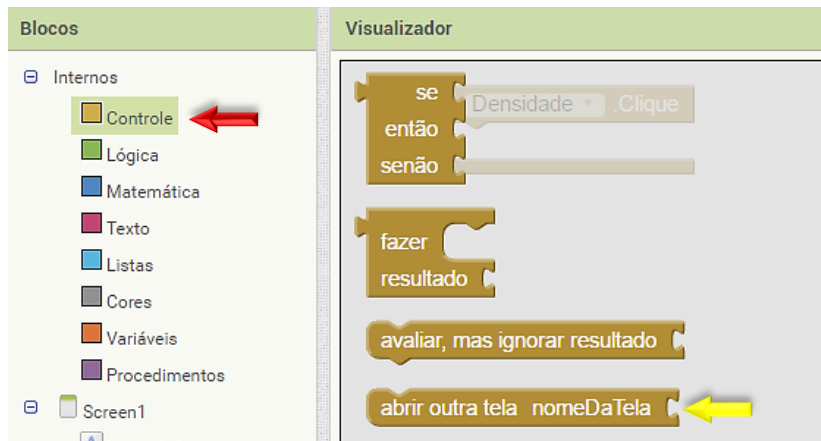 Blocos
Internos
Controle
Lógica
Matemática
Texto
Listas
Cores
Variáveis
Procedimentos
Screen1
Visualizador
se
Densidade .Clique
então
senão
fazer
resultado
avaliar, mas ignorar resultado
abrir outra tela nomeDaTela